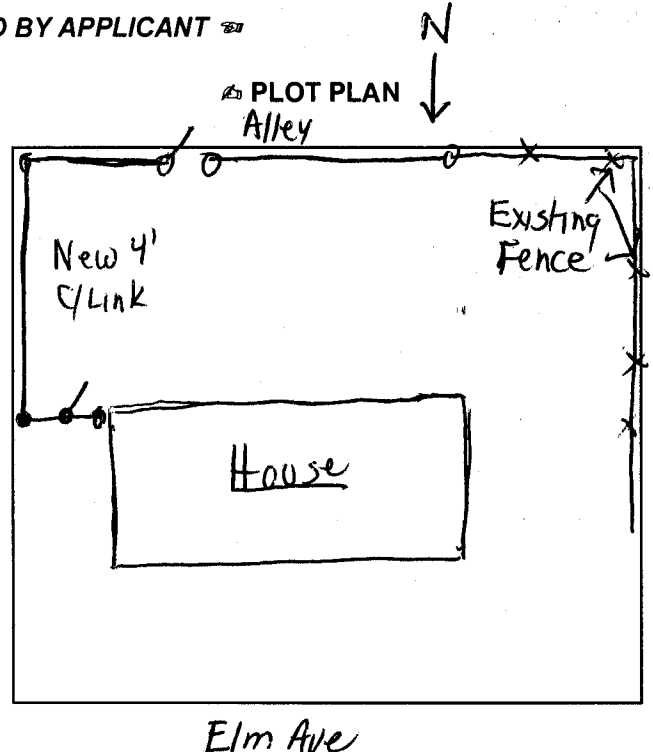 D BY APPLICANT
N
PLOT PLAN
Alley
New 4'
C/Link
Existing
Fence
House
Elm Ave